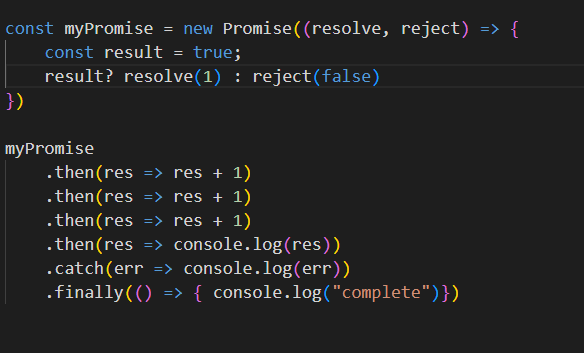 const myPromise = new Promise((resolve, reject) => {
    const result = true;
    result? resolve(1) : reject(false)
})

myPromise
    .then(res => res + 1)
    .then(res => res + 1)
    .then(res => res + 1)
    .then(res => console.log(res))
    .catch(err => console.log(err))
    .finally(() => { console.log("complete")})